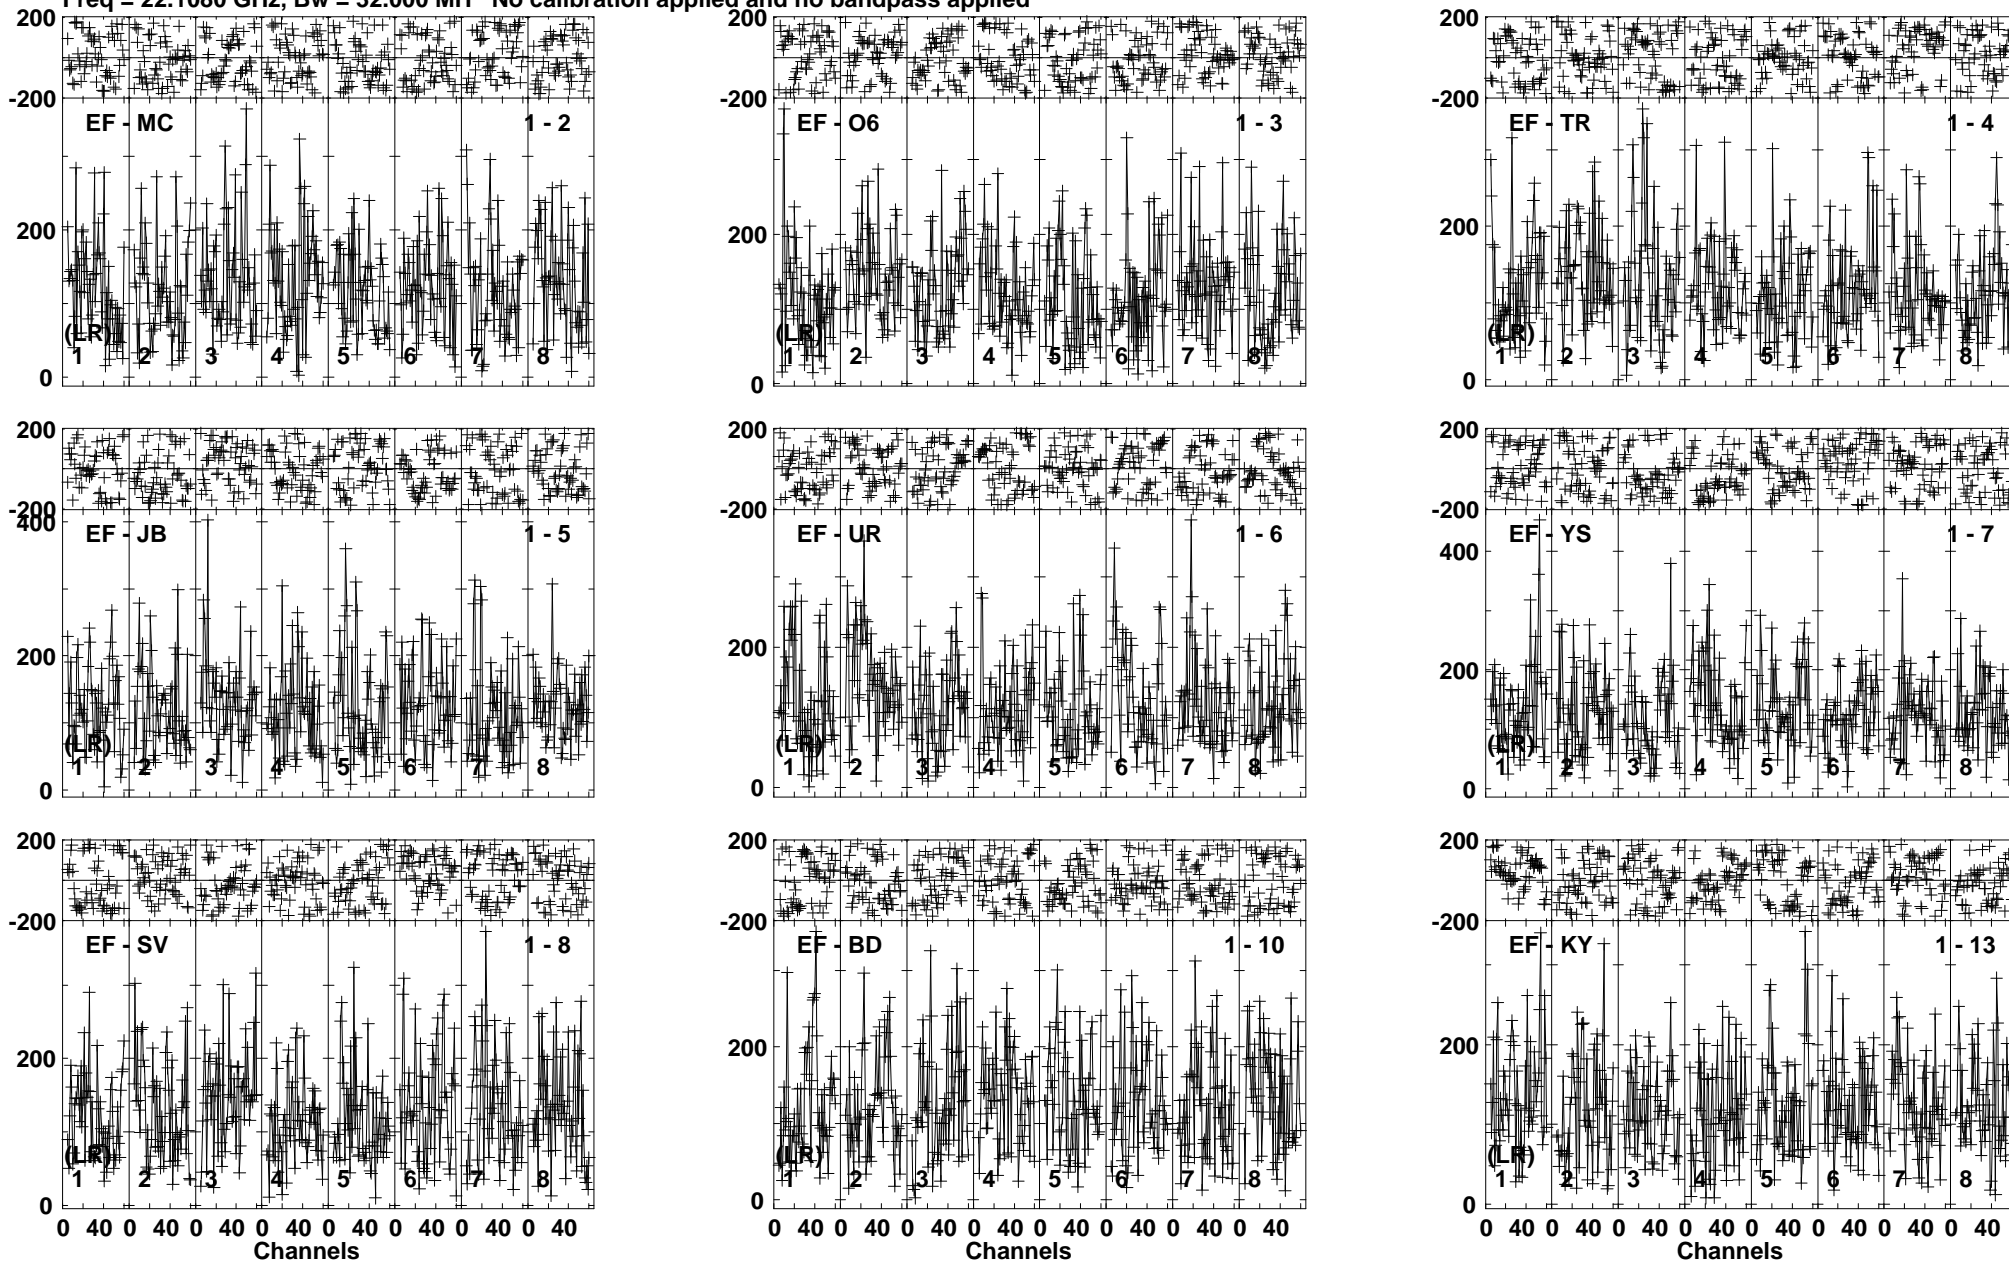 Freq = 22.1080 GHz, Bw = 32.000 MH No calibration applied and no bandpass applied
200 200 200
-200 -200 -200
EF - MC 1 - 2 EF - O6 1 - 3 EF - TR 1 - 4
200 200 200
(LR) (LR) (LR)
1 2 3 4 5 6 7 8 1 2 3 4 5 6 7 8 1 2 3 4 5 6 7 8
0 0 0
200 200 200
-200 -200 -200
400
EF - JB 1 - 5 EF - UR 1 - 6 EF - YS 1 - 7
400
200 200 200
(LR) (LR) (LR)
1 2 3 4 5 6 7 8 1 2 3 4 5 6 7 8 1 2 3 4 5 6 7 8
0 0 0
200 200 200
-200 -200 -200
EF - SV 1 - 8 EF - BD 1 - 10 EF - KY 1 - 13
200 200 200
(LR) (LR) (LR)
1 2 3 4 5 6 7 8 1 2 3 4 5 6 7 8 1 2 3 4 5 6 7 8
0 0 0
0 40 0 40 0 40 0 40 0 40 0 40 0 40 0 40 0 40 0 40 0 40 0 40 0 40 0 40 0 40 0 40 0 40 0 40 0 40 0 40 0 40 0 40 0 40 0 40
Channels Channels Channels